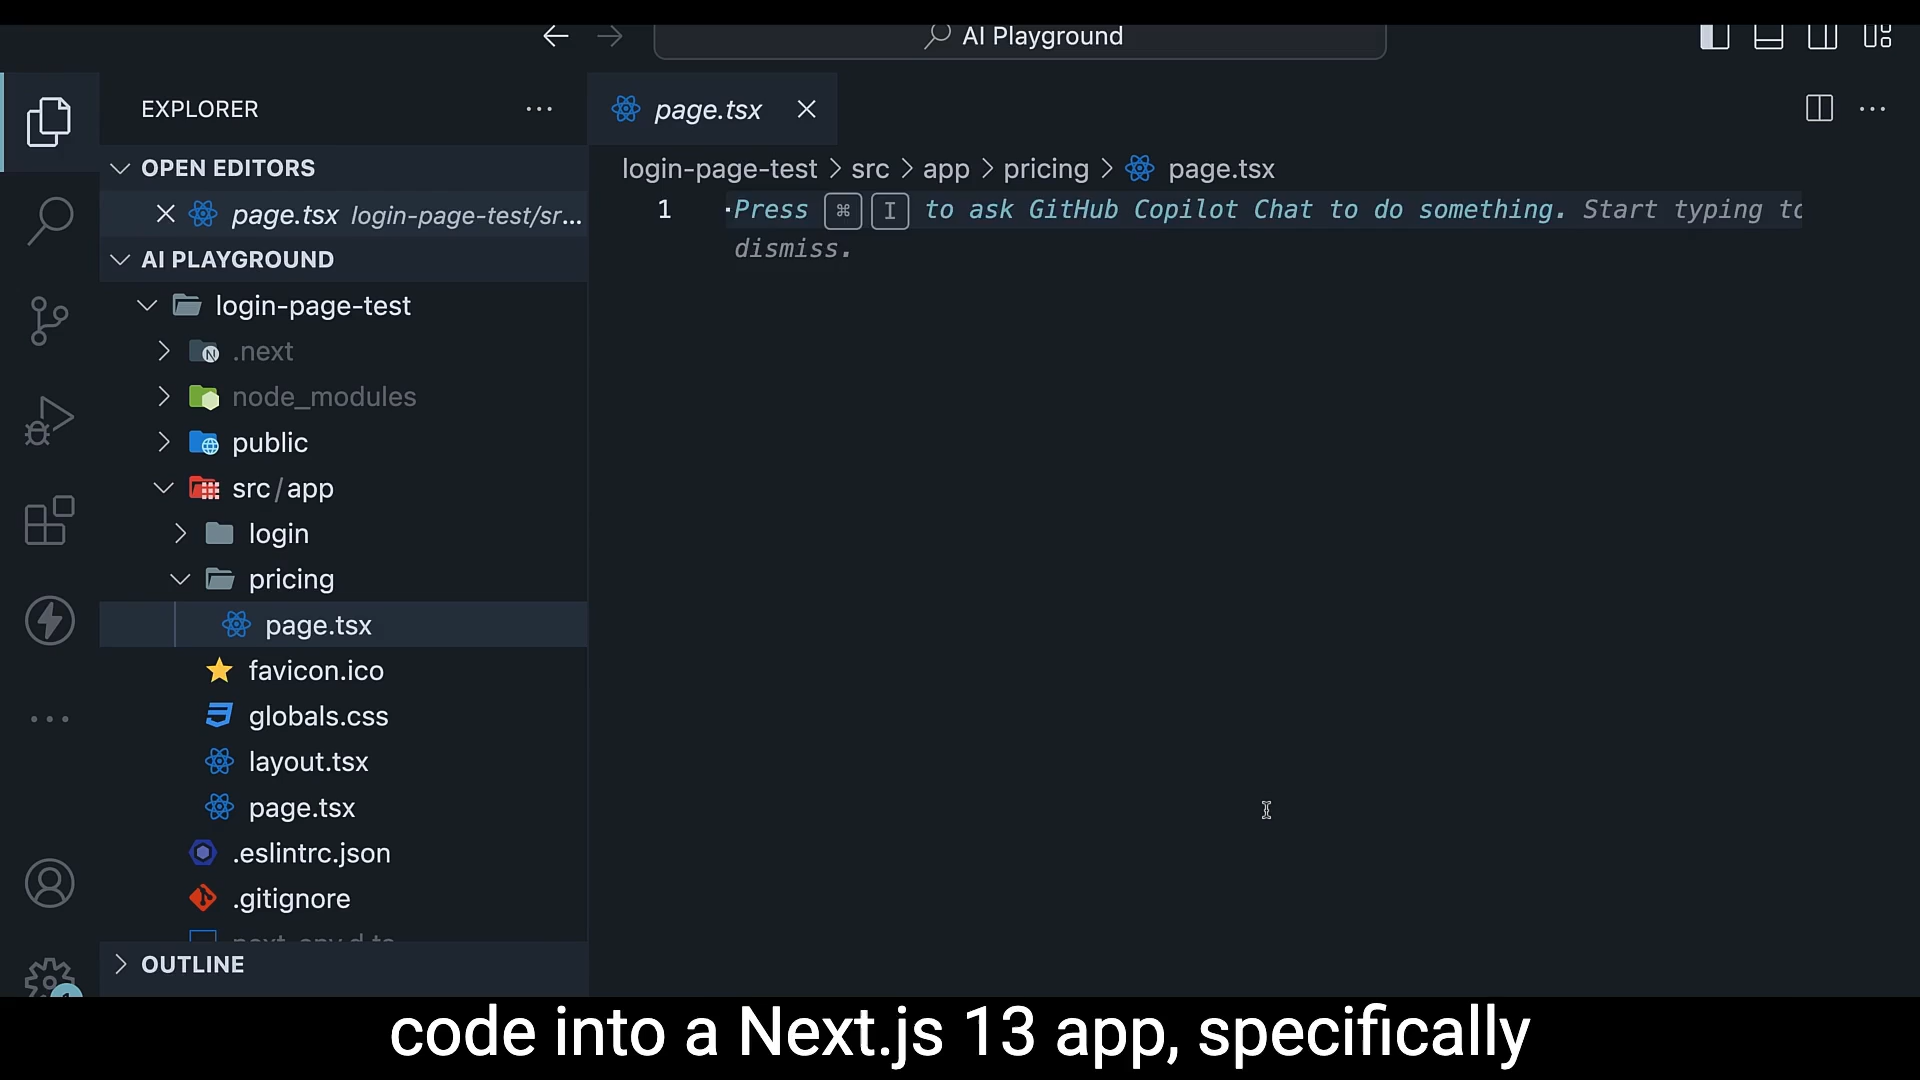 AI Playground
EXPLORER
page.tsx
OPEN EDITORS
page.tsx login-page-test/sr...
login-page-test > src > app > pricing > page.tsx
1
Press ⌘ I to ask GitHub Copilot Chat to do something. Start typing to
dismiss.
AI PLAYGROUND
login-page-test
.next
node_modules
public
src/app
login
pricing
page.tsx
favicon.ico
globals.css
layout.tsx
page.tsx
.eslintrc.json
.gitignore
OUTLINE
code into a Next.js 13 app, specifically